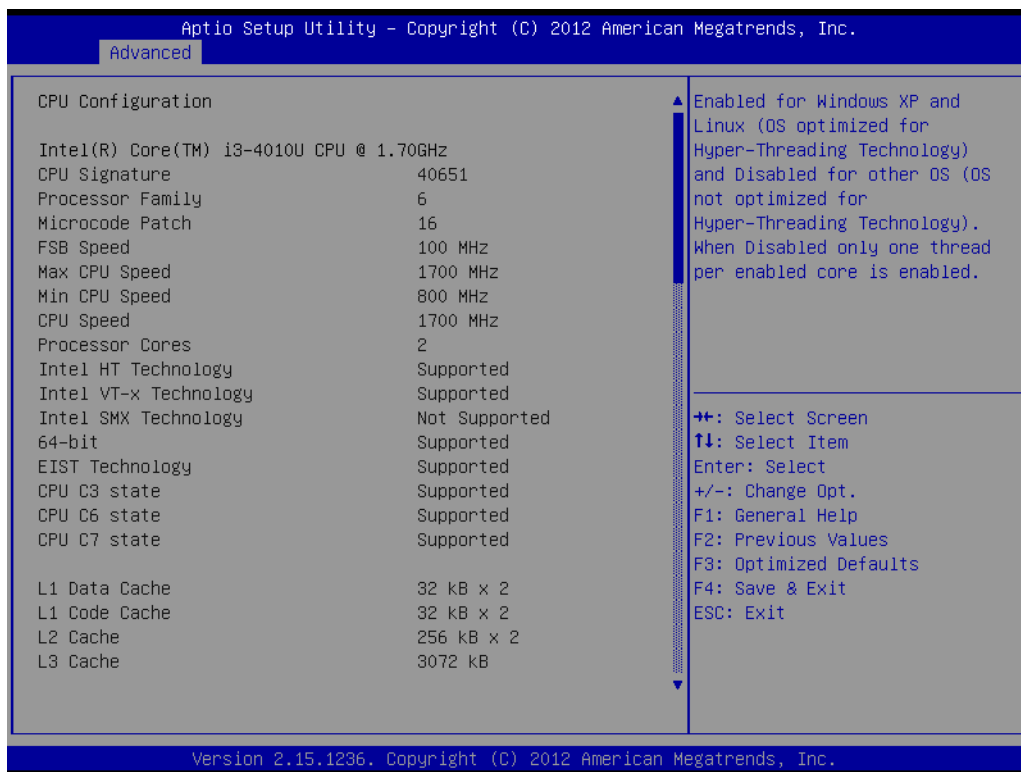 Aptio Setup Utility – Copyright (C) 2012 American Megatrends, Inc.
Advanced
CPU Configuration
Intel(R) Core(TM) i3-4010U CPU @ 1.70GHz
CPU Signature 40651
Processor Family 6
Microcode Patch 16
FSB Speed 100 MHz
Max CPU Speed 1700 MHz
Min CPU Speed 800 MHz
CPU Speed 1700 MHz
Processor Cores 2
Intel HT Technology Supported
Intel VT-x Technology Supported
Intel SMX Technology Not Supported
64-bit Supported
EIST Technology Supported
CPU C3 state Supported
CPU C6 state Supported
CPU C7 state Supported
L1 Data Cache 32 kB x 2
L1 Code Cache 32 kB x 2
L2 Cache 256 kB x 2
L3 Cache 3072 kB
Enabled for Windows XP and
Linux (OS optimized for
Hyper-Threading Technology)
and Disabled for other OS (OS
not optimized for
Hyper-Threading Technology).
When Disabled only one thread
per enabled core is enabled.
→←: Select Screen
↑↓: Select Item
Enter: Select
+/-: Change Opt.
F1: General Help
F2: Previous Values
F3: Optimized Defaults
F4: Save & Exit
ESC: Exit
Version 2.15.1236. Copyright (C) 2012 American Megatrends, Inc.